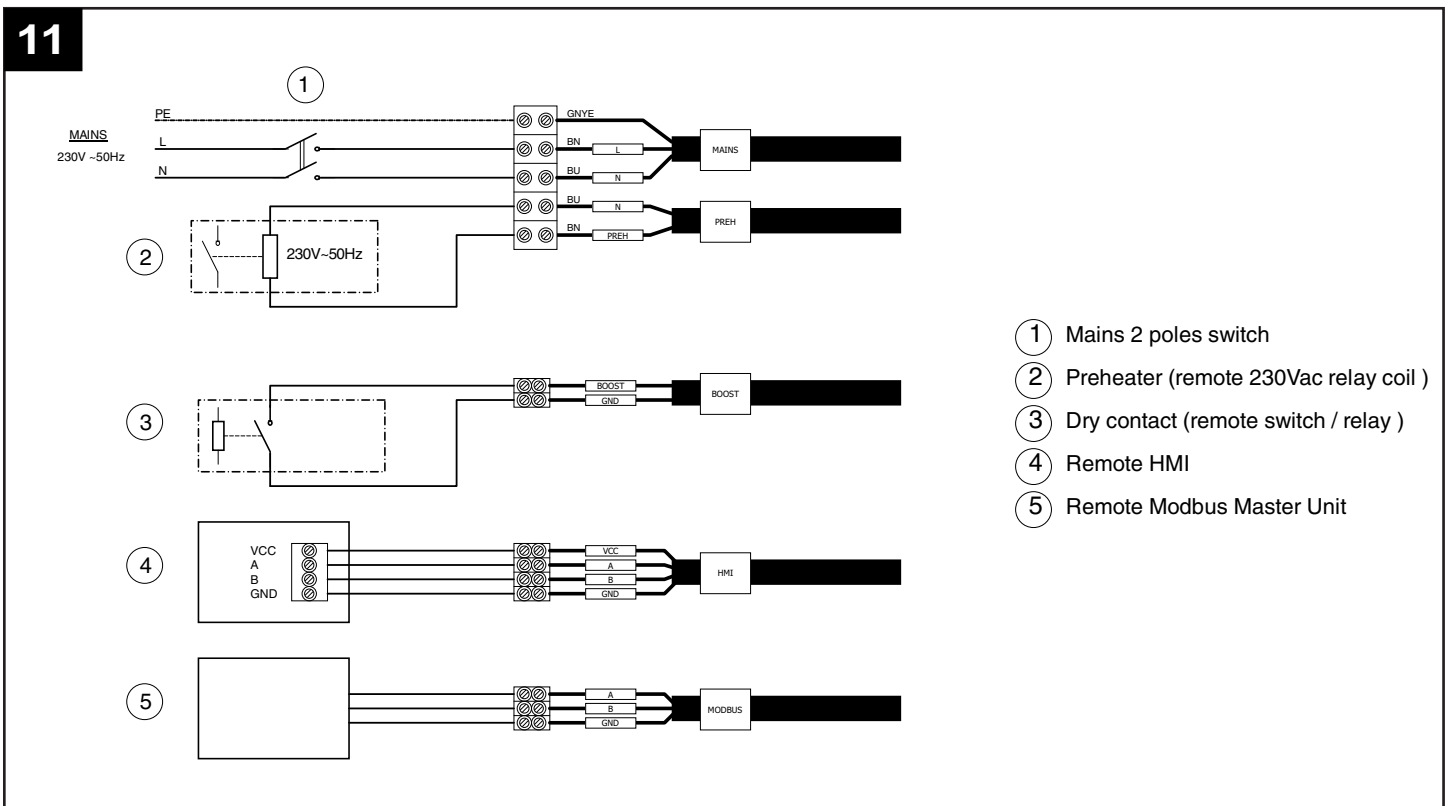 11
1
PE
GNYE
MAINS
230V ~50Hz
L
BN
L
MAINS
N
BU
N
BU
N
PREH
2
230V~50Hz
BN
PREH
1 Mains 2 poles switch
2 Preheater (remote 230Vac relay coil )
3 Dry contact (remote switch / relay )
4 Remote HMI
5 Remote Modbus Master Unit
3
BOOST
GND
BOOST
4
VCC
A
B
GND
VCC
A
B
GND
HMI
5
A
B
GND
MODBUS